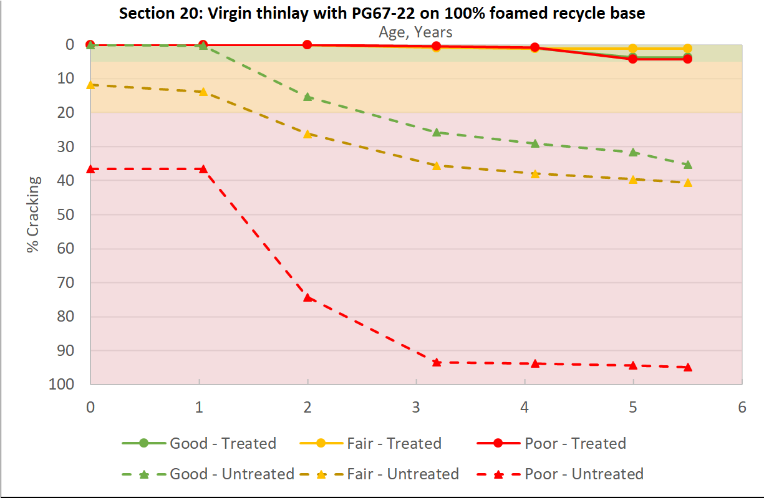 Section 20: Virgin thinlay with PG67-22 on 100% foamed recycle base
Age, Years
0
10
20
30
40
50
60
70
80
90
100
% Cracking
0 1 2 3 4 5 6
Good - Treated Fair - Treated Poor - Treated
Good - Untreated Fair - Untreated Poor - Untreated